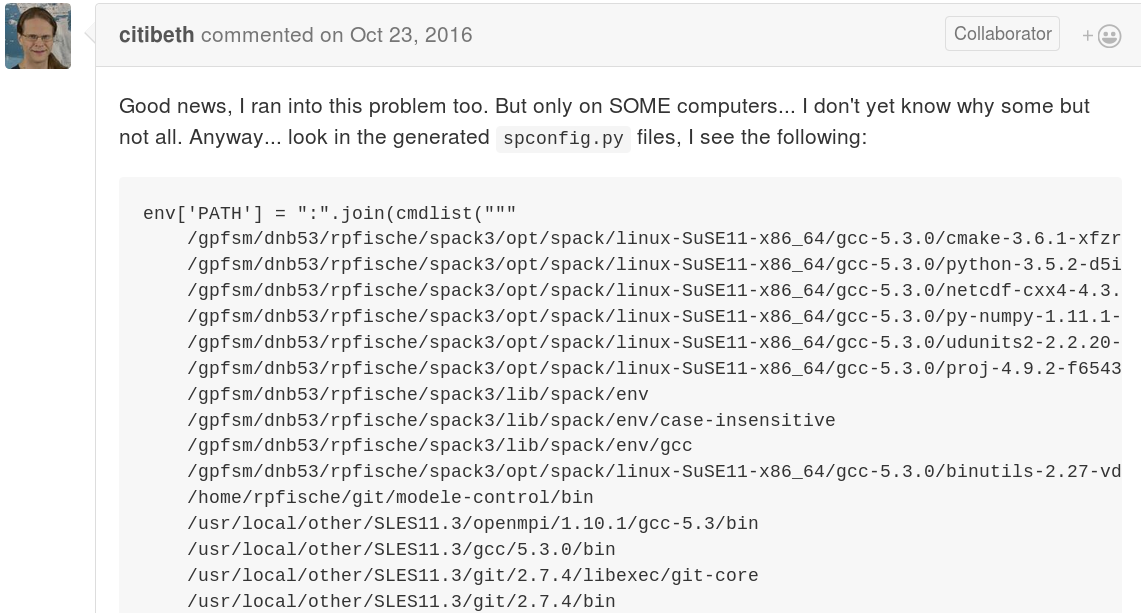 citibeth commented on Oct 23, 2016
Collaborator
+
Good news, I ran into this problem too. But only on SOME computers... I don't yet know why some but
not all. Anyway... look in the generated spconfig.py files, I see the following:
env['PATH'] = ":".join(cmdlist("""
/gpfsm/dnb53/rpfische/spack3/opt/spack/linux-SuSE11-x86_64/gcc-5.3.0/cmake-3.6.1-xfzr
/gpfsm/dnb53/rpfische/spack3/opt/spack/linux-SuSE11-x86_64/gcc-5.3.0/python-3.5.2-d5i
/gpfsm/dnb53/rpfische/spack3/opt/spack/linux-SuSE11-x86_64/gcc-5.3.0/netcdf-cxx4-4.3.
/gpfsm/dnb53/rpfische/spack3/opt/spack/linux-SuSE11-x86_64/gcc-5.3.0/py-numpy-1.11.1-
/gpfsm/dnb53/rpfische/spack3/opt/spack/linux-SuSE11-x86_64/gcc-5.3.0/udunits2-2.2.20-
/gpfsm/dnb53/rpfische/spack3/opt/spack/linux-SuSE11-x86_64/gcc-5.3.0/proj-4.9.2-f6543
/gpfsm/dnb53/rpfische/spack3/lib/spack/env
/gpfsm/dnb53/rpfische/spack3/lib/spack/env/case-insensitive
/gpfsm/dnb53/rpfische/spack3/lib/spack/env/gcc
/gpfsm/dnb53/rpfische/spack3/opt/spack/linux-SuSE11-x86_64/gcc-5.3.0/binutils-2.27-vd
/home/rpfische/git/modele-control/bin
/usr/local/other/SLES11.3/openmpi/1.10.1/gcc-5.3/bin
/usr/local/other/SLES11.3/gcc/5.3.0/bin
/usr/local/other/SLES11.3/git/2.7.4/libexec/git-core
/usr/local/other/SLES11.3/git/2.7.4/bin